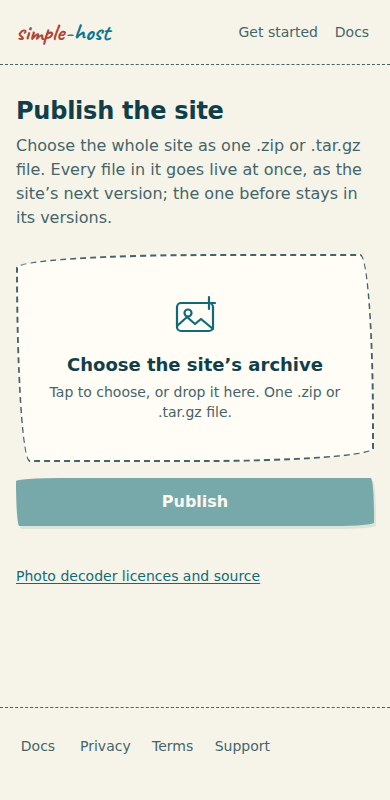 simple-host
Get started
Docs
Publish the site
Choose the whole site as one .zip or .tar.gz
file. Every file in it goes live at once, as the
site’s next version; the one before stays in
its versions.
Choose the site’s archive
Tap to choose, or drop it here. One .zip or
.tar.gz file.
Publish
Photo decoder licences and source
Docs
Privacy
Terms
Support